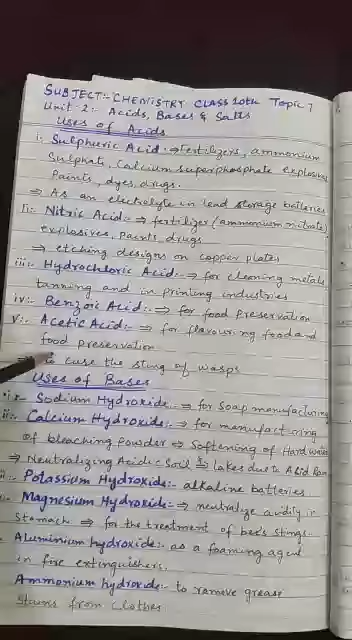 SUBJECT:- CHEMISTRY CLASS 10th Topic 7
Unit 2: Acids, Bases & Salts
Uses of Acids
i. Sulphuric Acid:⇒ fertilizers, ammonium
Sulphate, Calcium superphosphate explosives
Paints, dyes, drugs.
⇒ As an electrolyte in lead storage batteries
ii:- Nitric Acid:⇒ fertilizer (ammonium nitrate)
explosives, Paints, drugs
⇒ etching designs on copper plates
iii:- Hydrochloric Acid:⇒ for cleaning metals,
tanning and in printing industries
iv:- Benzoic Acid:⇒ for food Preservation
v:- Acetic Acid:⇒ for flavouring food and
food preservation
cure the sting of wasps
Uses of Bases
i:- Sodium Hydroxide:⇒ for Soap manufacturing
ii:- Calcium Hydroxide:⇒ for manufacturing
of bleaching Powder ⇒ Softening of Hard water
⇒ Neutralizing Acidic Soil & lakes due to Acid Rain
Potassium Hydroxide:- alkaline batteries
Magnesium Hydroxide:⇒ neutralize acidity in
Stomach ⇒ for the treatment of bee's stings.
Aluminium hydroxide:- as a foaming agent
in fire extinguishers.
Ammonium hydroxide:- to remove grease
Stains from Clothes